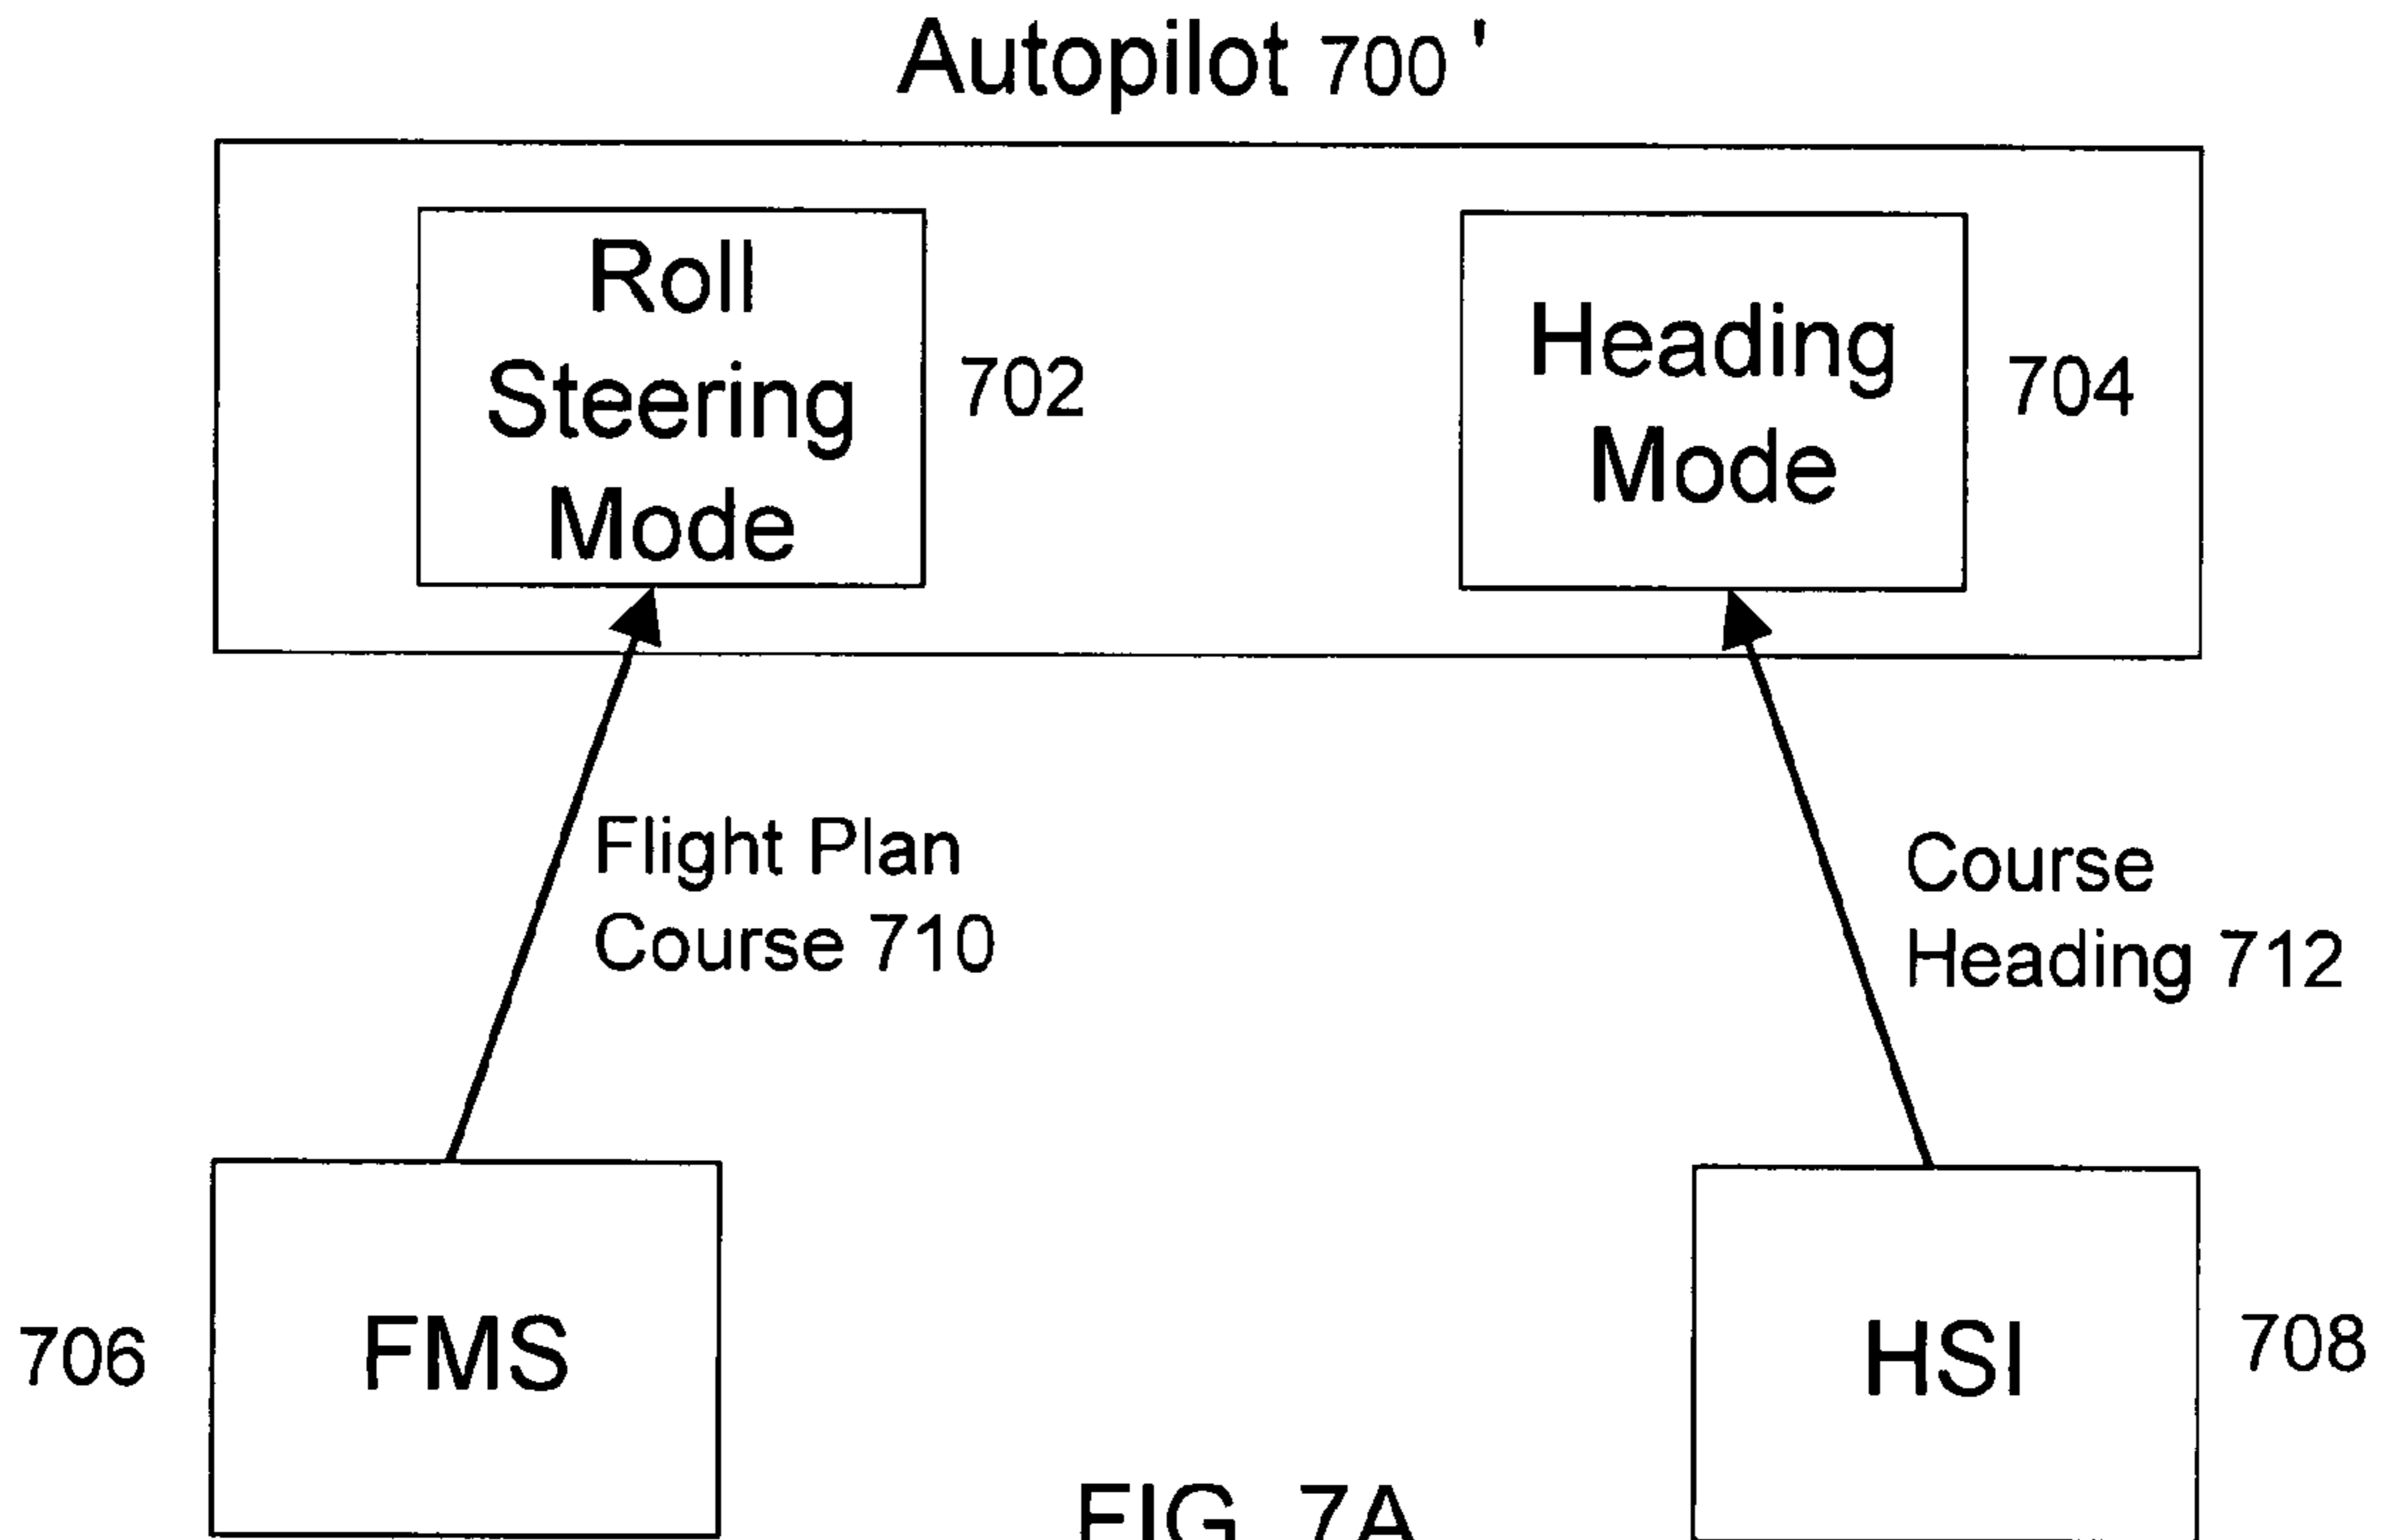 Autopilot 700 '
Roll
Steering
Mode
702
Heading
Mode
704
Flight Plan
Course 710
Course
Heading 712
706
FMS
HSI
708
FIG. 7A